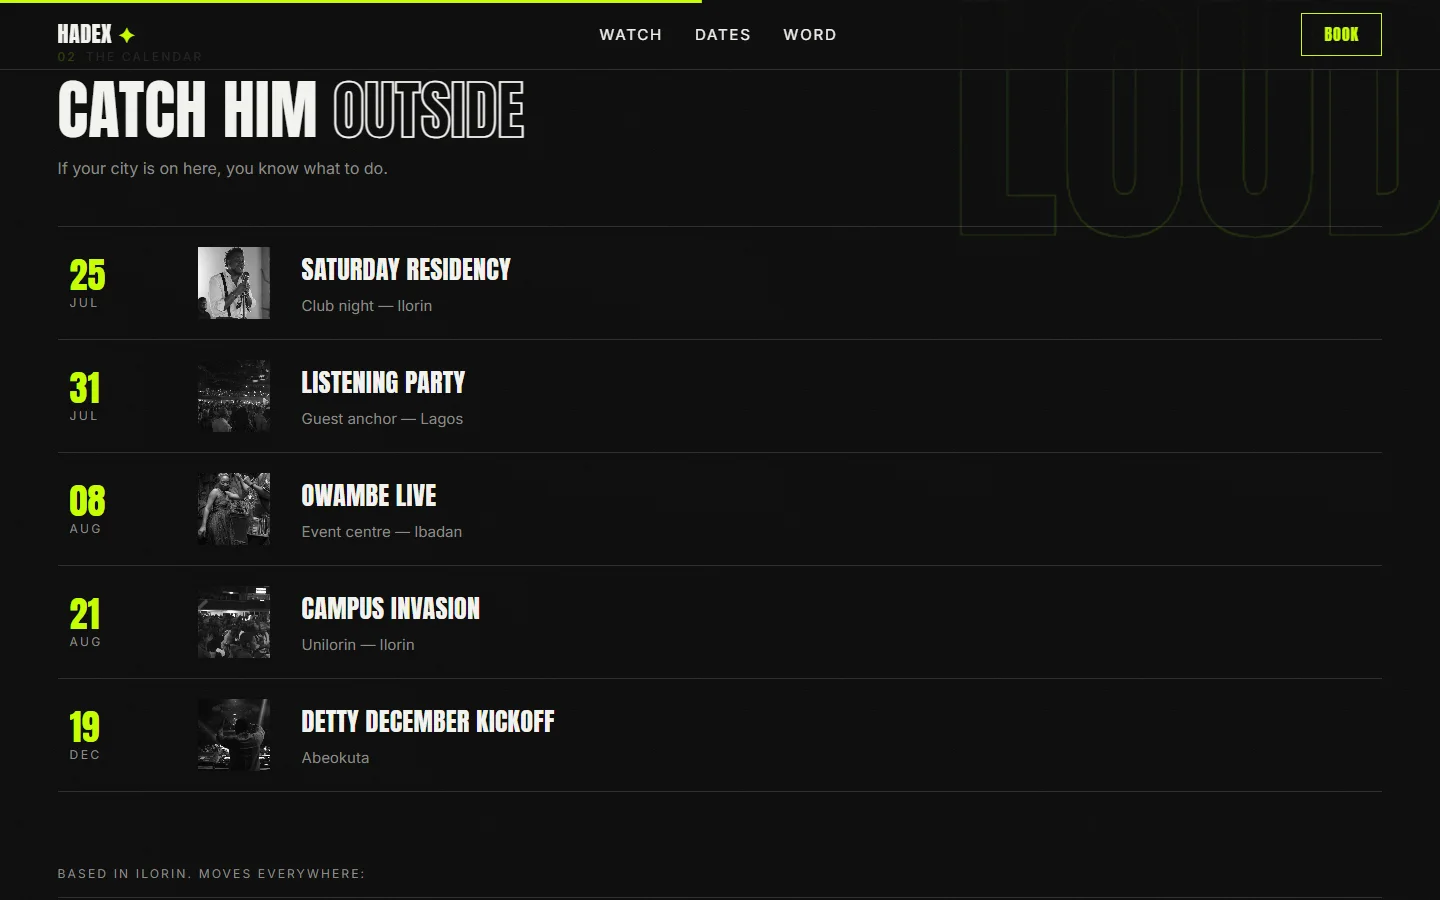 HADEX ✦
WATCH DATES WORD
BOOK
02 THE CALENDAR
LOUD
CATCH HIM OUTSIDE
If your city is on here, you know what to do.
25
JUL
SATURDAY RESIDENCY
Club night — Ilorin
31
JUL
LISTENING PARTY
Guest anchor — Lagos
08
AUG
OWAMBE LIVE
Event centre — Ibadan
21
AUG
CAMPUS INVASION
Unilorin — Ilorin
19
DEC
DETTY DECEMBER KICKOFF
Abeokuta
BASED IN ILORIN. MOVES EVERYWHERE: